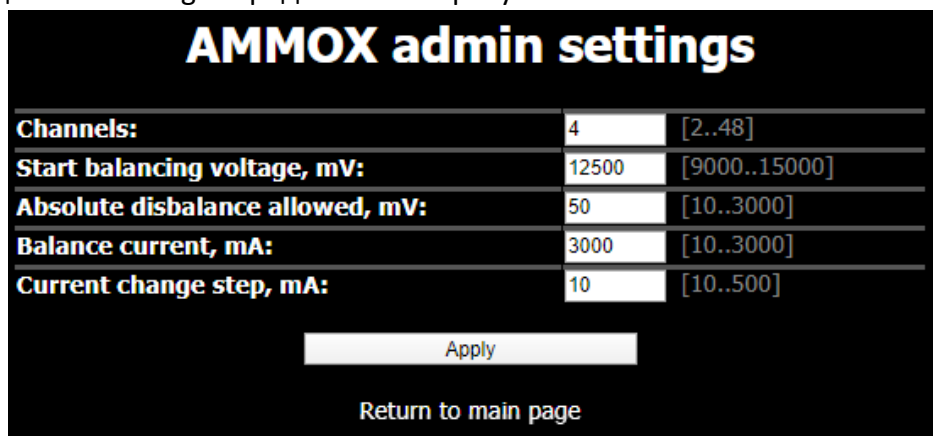 AMMOX admin settings
Channels: 4 [2..48]
Start balancing voltage, mV: 12500 [9000..15000]
Absolute disbalance allowed, mV: 50 [10..3000]
Balance current, mA: 3000 [10..3000]
Current change step, mA: 10 [10..500]
Apply
Return to main page